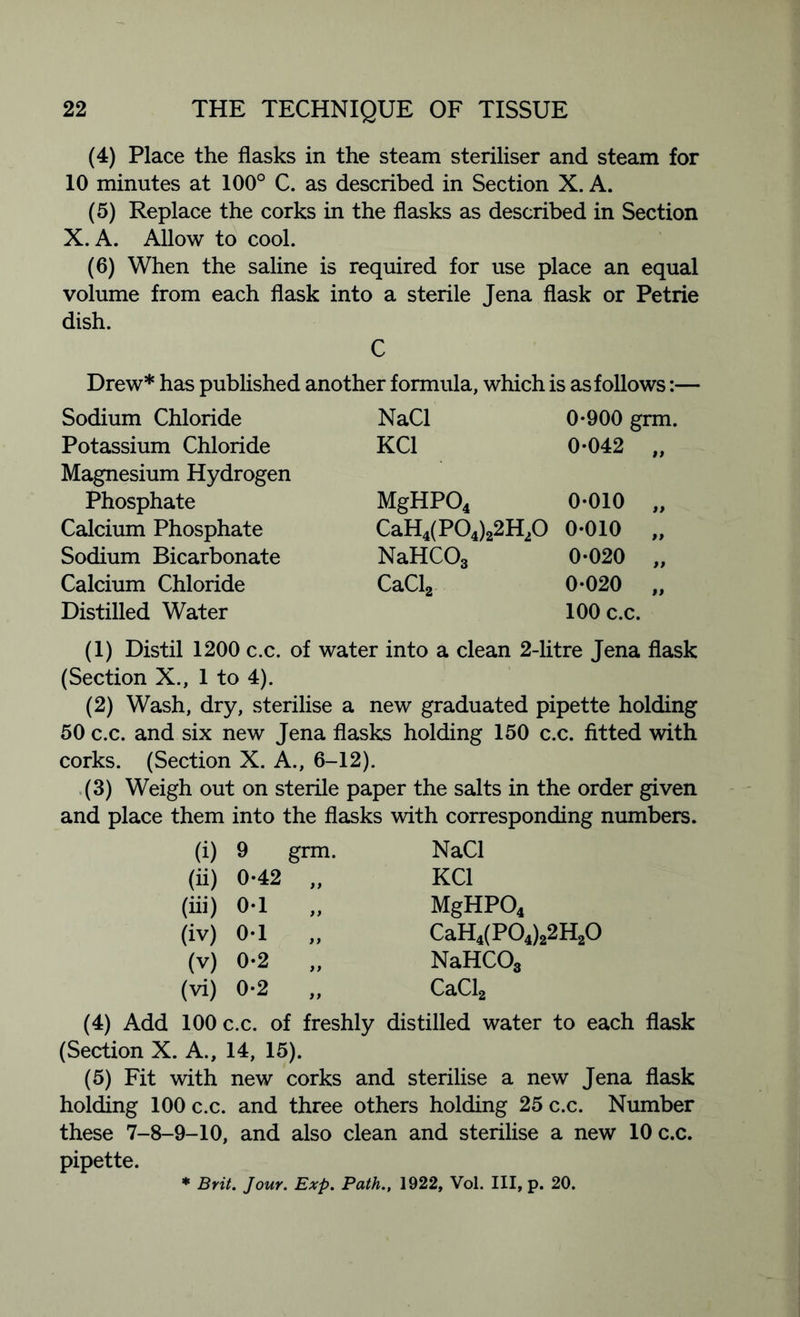 22 THE TECHNIQUE OF TISSUE
(4) Place the flasks in the steam steriliser and steam for
10 minutes at 100° C. as described in Section X. A.
(5) Replace the corks in the flasks as described in Section
X. A. Allow to cool.
(6) When the saline is required for use place an equal
volume from each flask into a sterile Jena flask or Petrie
dish.
C
Drew* has published another formula, which is as follows:—
Sodium Chloride NaCl 0·900 grm.
Potassium Chloride KCl 0·042 „
Magnesium Hydrogen
Phosphate MgHPO₄ 0·010 „
Calcium Phosphate CaH₄(PO₄)₂2H₂O 0·010 „
Sodium Bicarbonate NaHCO₃ 0·020 „
Calcium Chloride CaCl₂ 0·020 „
Distilled Water 100 c.c.
(1) Distil 1200 c.c. of water into a clean 2-litre Jena flask
(Section X., 1 to 4).
(2) Wash, dry, sterilise a new graduated pipette holding
50 c.c. and six new Jena flasks holding 150 c.c. fitted with
corks. (Section X. A., 6–12).
(3) Weigh out on sterile paper the salts in the order given
and place them into the flasks with corresponding numbers.
(i) 9 grm. NaCl
(ii) 0·42 „ KCl
(iii) 0·1 „ MgHPO₄
(iv) 0·1 „ CaH₄(PO₄)₂2H₂O
(v) 0·2 „ NaHCO₃
(vi) 0·2 „ CaCl₂
(4) Add 100 c.c. of freshly distilled water to each flask
(Section X. A., 14, 15).
(5) Fit with new corks and sterilise a new Jena flask
holding 100 c.c. and three others holding 25 c.c. Number
these 7–8–9–10, and also clean and sterilise a new 10 c.c.
pipette.
* Brit. Jour. Exp. Path., 1922, Vol. III, p. 20.